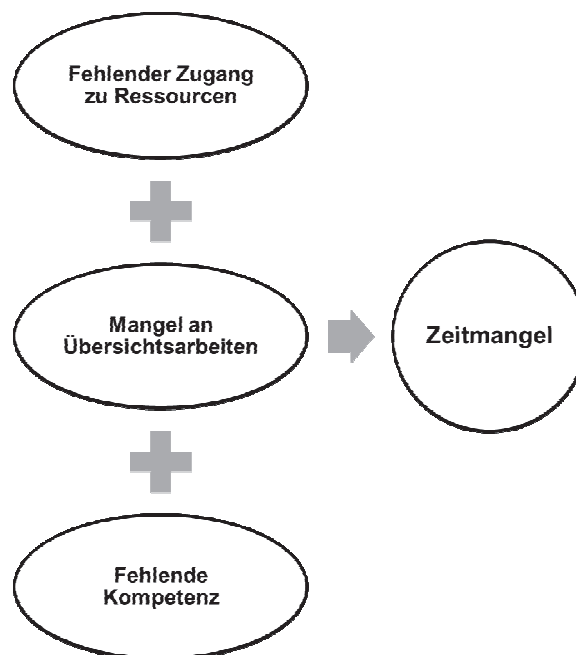 Fehlender Zugang
zu Ressourcen
Mangel an
Übersichtsarbeiten
Zeitmangel
Fehlende
Kompetenz